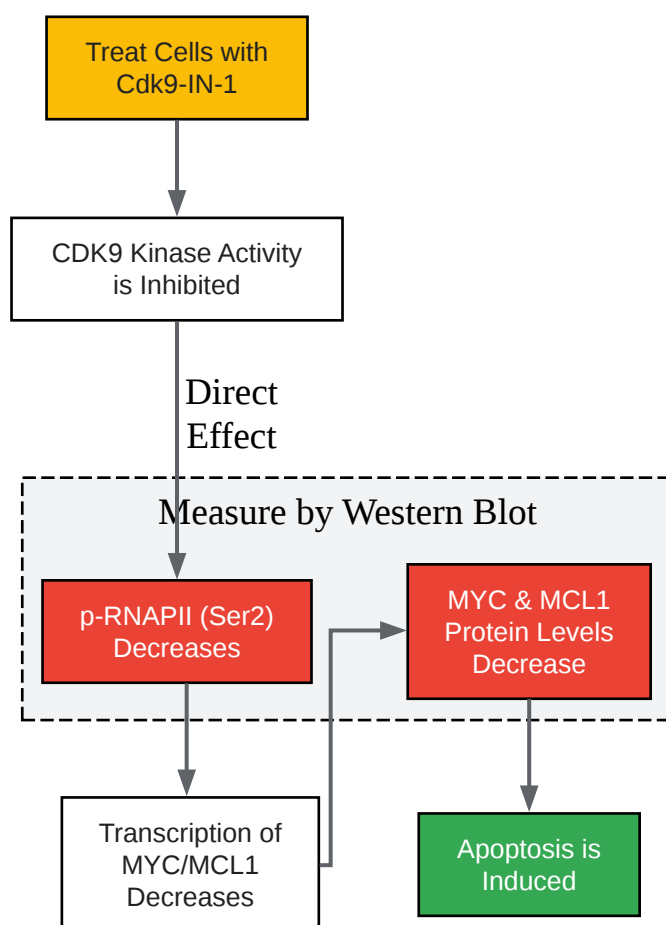 Treat Cells with
Cdk9-IN-1
CDK9 Kinase Activity
is Inhibited
Direct
Effect
Measure by Western Blot
p-RNAPII (Ser2)
Decreases
MYC & MCL1
Protein Levels
Decrease
Transcription of
MYC/MCL1
Decreases
Apoptosis is
Induced